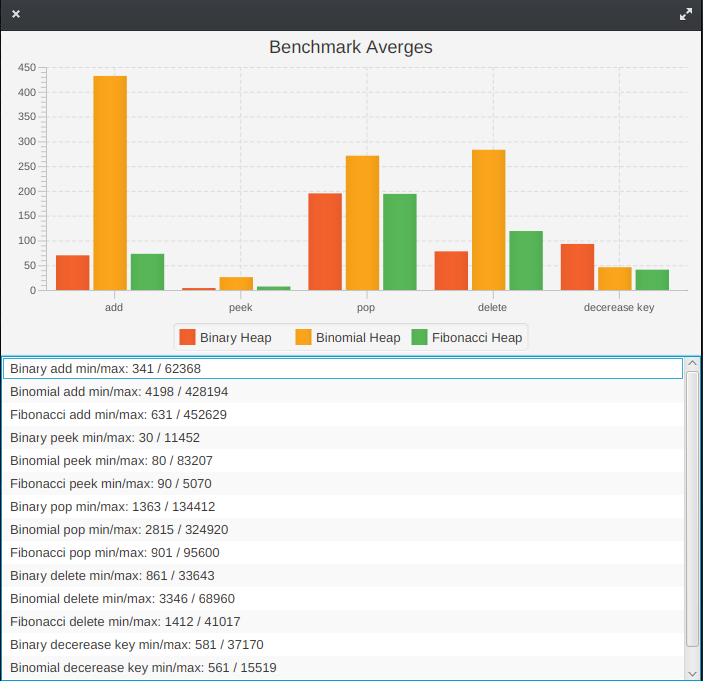 Benchmark Averges
450
400
350
300
250
200
150
100
50
0
add peek pop delete decerease key
Binary Heap Binomial Heap Fibonacci Heap
Binary add min/max: 341 / 62368
Binomial add min/max: 4198 / 428194
Fibonacci add min/max: 631 / 452629
Binary peek min/max: 30 / 11452
Binomial peek min/max: 80 / 83207
Fibonacci peek min/max: 90 / 5070
Binary pop min/max: 1363 / 134412
Binomial pop min/max: 2815 / 324920
Fibonacci pop min/max: 901 / 95600
Binary delete min/max: 861 / 33643
Binomial delete min/max: 3346 / 68960
Fibonacci delete min/max: 1412 / 41017
Binary decerease key min/max: 581 / 37170
Binomial decerease key min/max: 561 / 15519